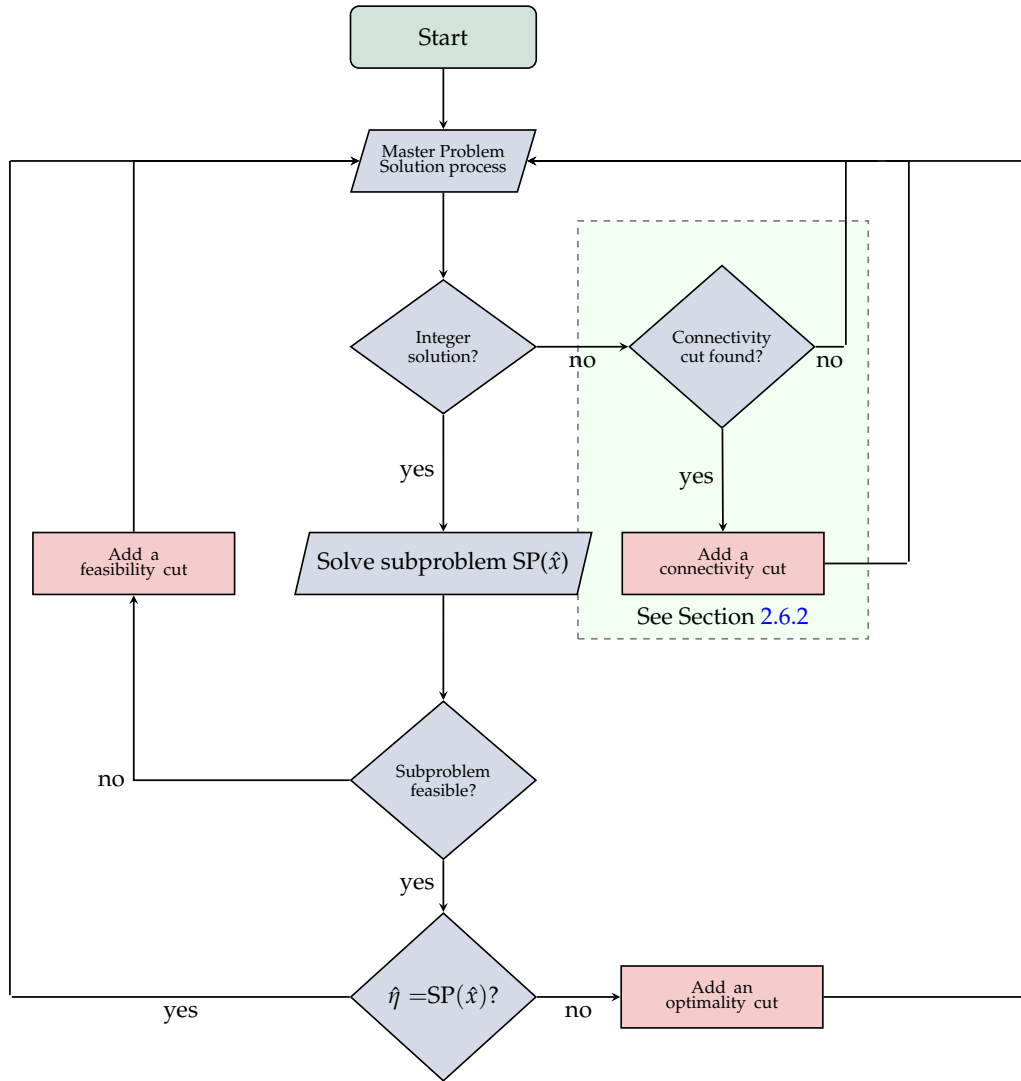 Start
Master Problem
Solution process
Integer
solution?
no
Connectivity
cut found?
no
yes
yes
Add a
feasibility cut
Solve subproblem SP(x̂)
Add a
connectivity cut
See Section 2.6.2
no
Subproblem
feasible?
yes
yes
η̂ =SP(x̂)?
no
Add an
optimality cut